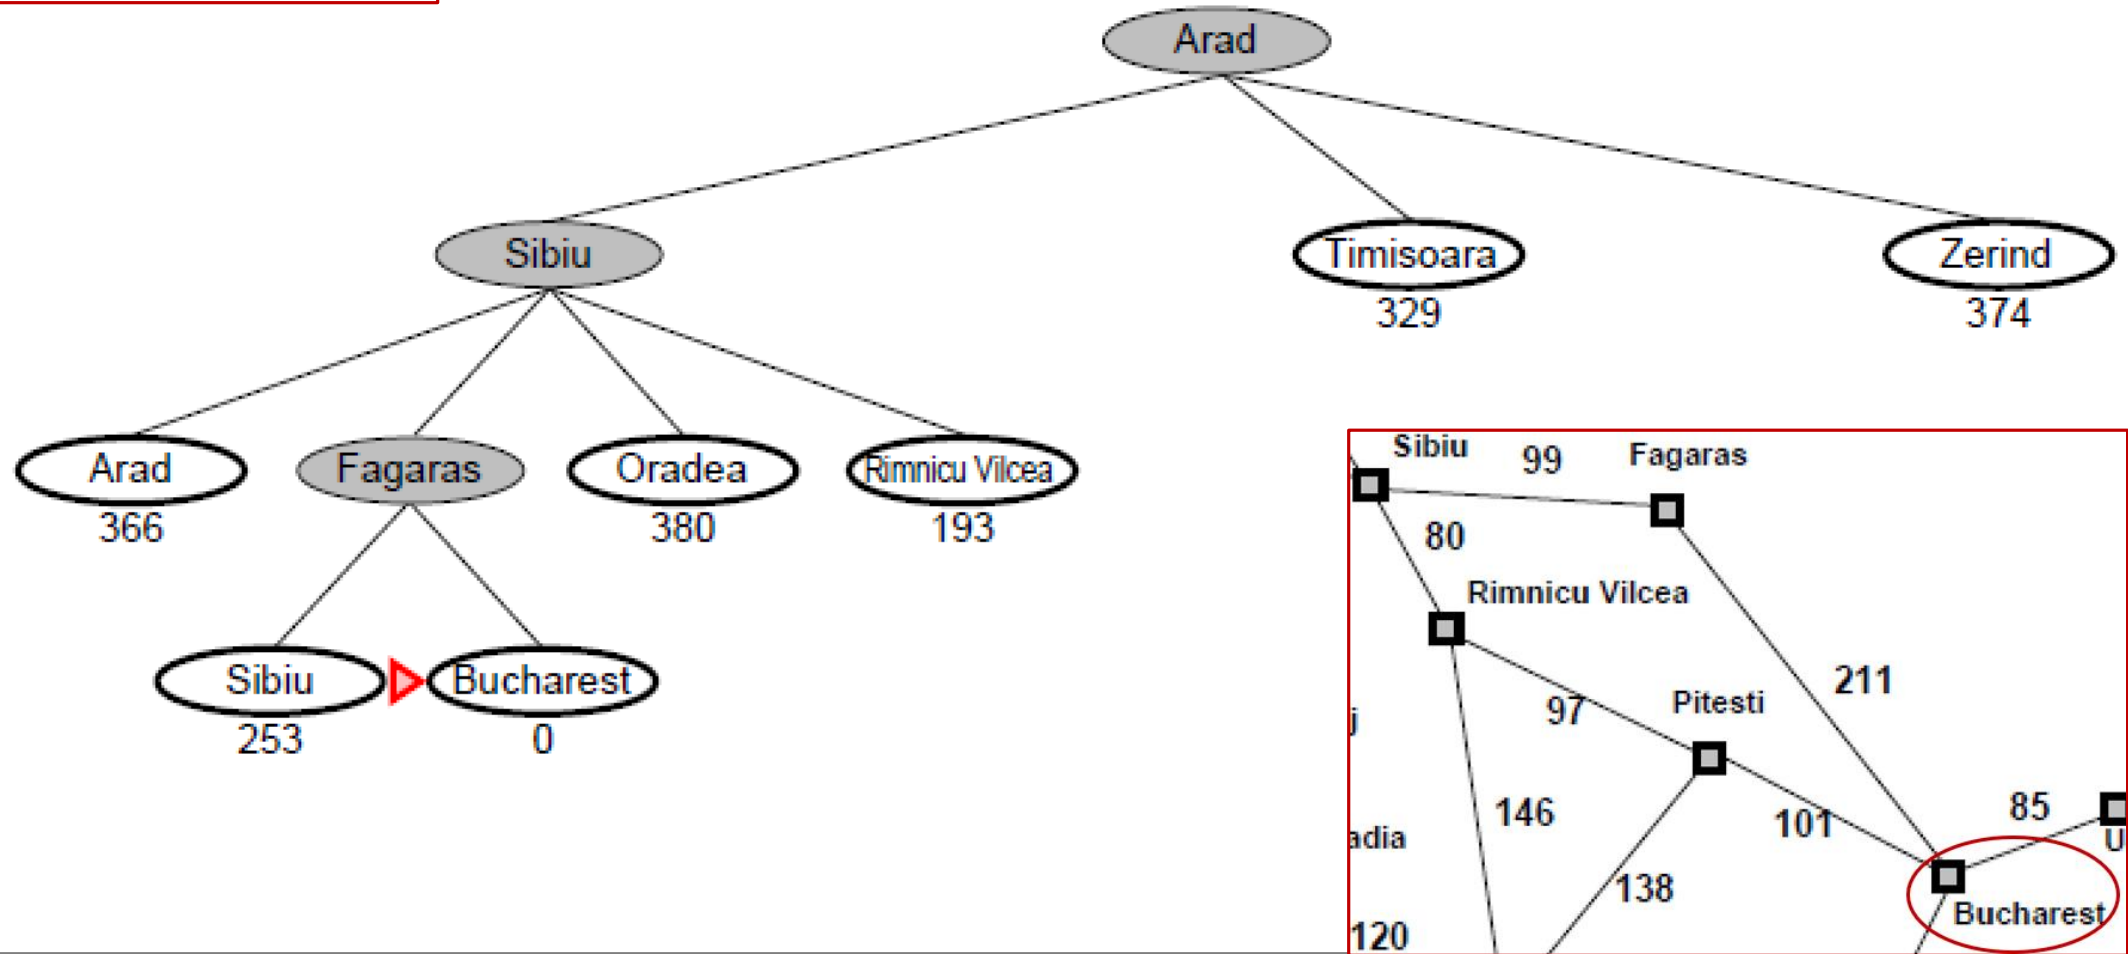 Arad
Sibiu
Timisoara
Zerind
329
374
Arad
Fagaras
Oradea
Rimnicu Vilcea
366
380
193
Sibiu
Bucharest
253
0
Sibiu
99
Fagaras
80
Rimnicu Vilcea
211
97
Pitesti
j
146
101
85
adia
U
138
Bucharest
120